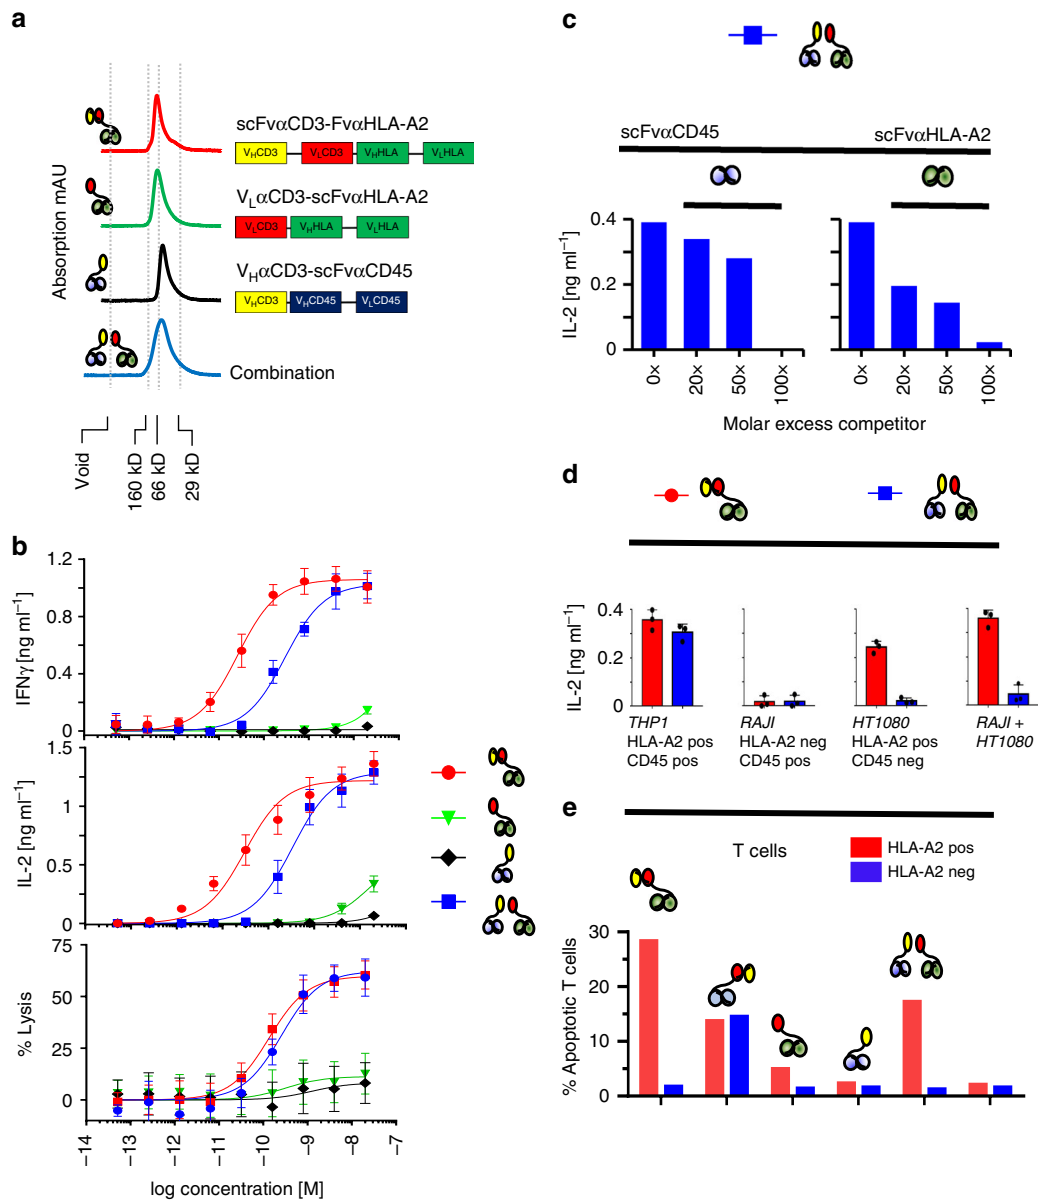 a
Absorption mAU
scFvαCD3-FvαHLA-A2
VHCD3 VLCD3 VHHLA VLHLA
VLαCD3-scFvαHLA-A2
VLCD3 VHHLA VLHLA
VHαCD3-scFvαCD45
VHCD3 VHCD45 VLCD45
Combination
Void
160 kD
66 kD
29 kD
b
IFNγ [ng ml⁻¹]
1.2
0.8
0.4
0
IL-2 [ng ml⁻¹]
1.5
1
0.5
0
% Lysis
75
50
25
0
−14 −13 −12 −11 −10 −9 −8 −7
log concentration [M]
c
scFvαCD45
scFvαHLA-A2
IL-2 [ng ml⁻¹]
0.4
0.2
0
0× 20× 50× 100×
0× 20× 50× 100×
Molar excess competitor
d
IL-2 [ng ml⁻¹]
0.4
0.2
0
THP1
HLA-A2 pos
CD45 pos
RAJI
HLA-A2 neg
CD45 pos
HT1080
HLA-A2 pos
CD45 neg
RAJI +
HT1080
e
T cells
HLA-A2 pos
HLA-A2 neg
% Apoptotic T cells
30
20
10
0